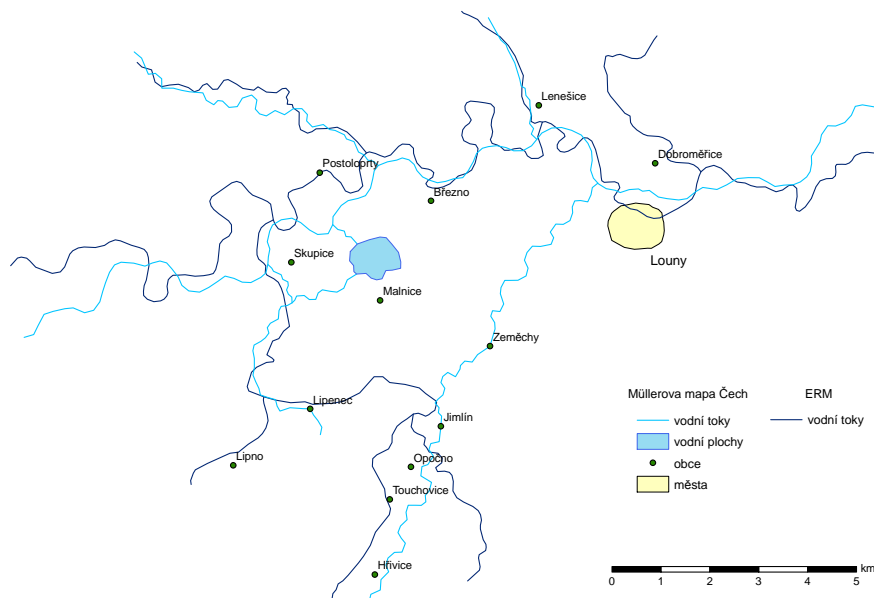 Lenešice
Dobroměřice
Postoloprty
Březno
Skupice
Louny
Malnice
Zeměchy
Lipenec
Jimlín
Lipno
Opočno
Touchovice
Hřivice
Müllerova mapa Čech
ERM
vodní toky
vodní toky
vodní plochy
obce
města
km
0 1 2 3 4 5